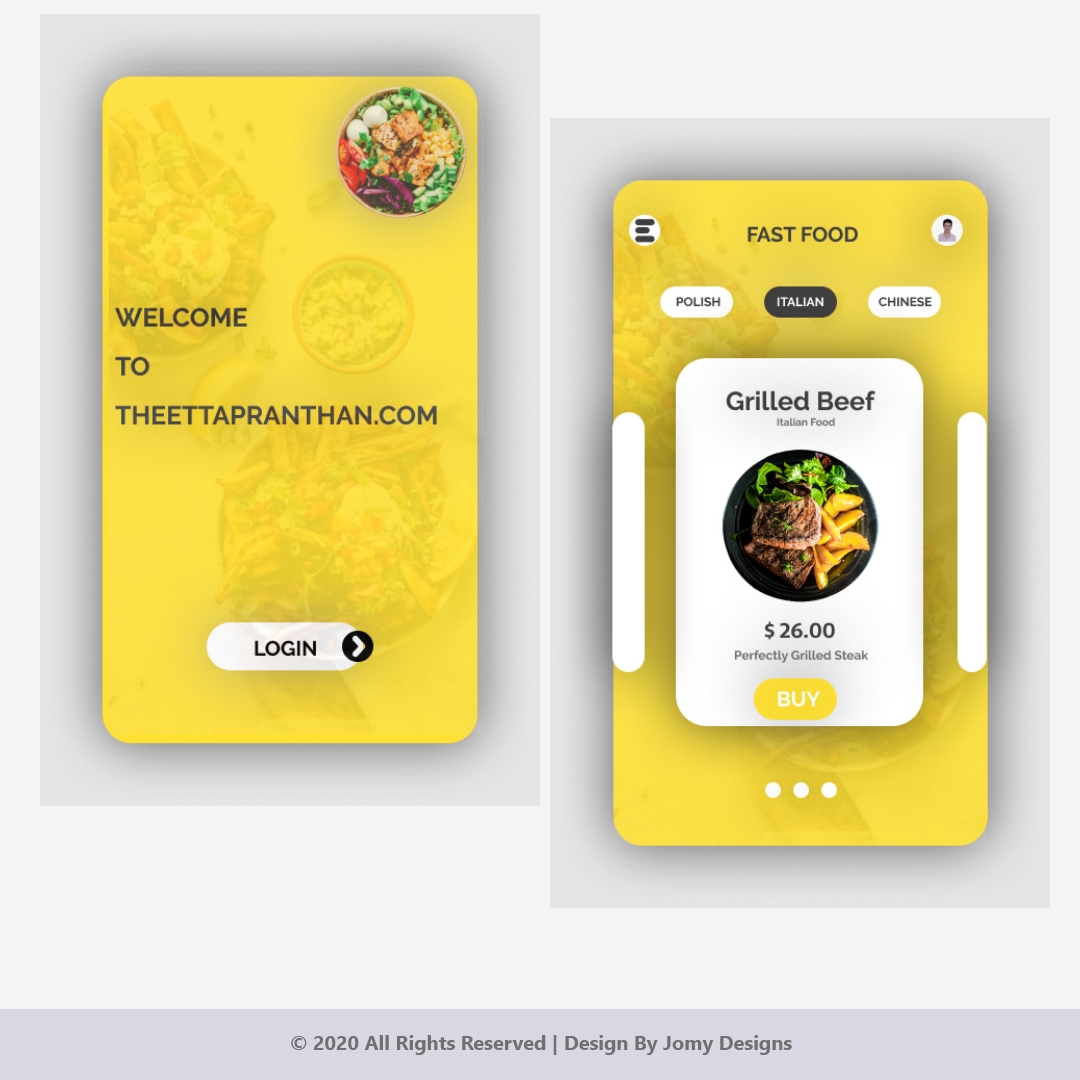 WELCOME
TO
THEETTAPRANTHAN.COM
LOGIN
FAST FOOD
POLISH
ITALIAN
CHINESE
Grilled Beef
Italian Food
$ 26.00
Perfectly Grilled Steak
BUY
© 2020 All Rights Reserved | Design By Jomy Designs